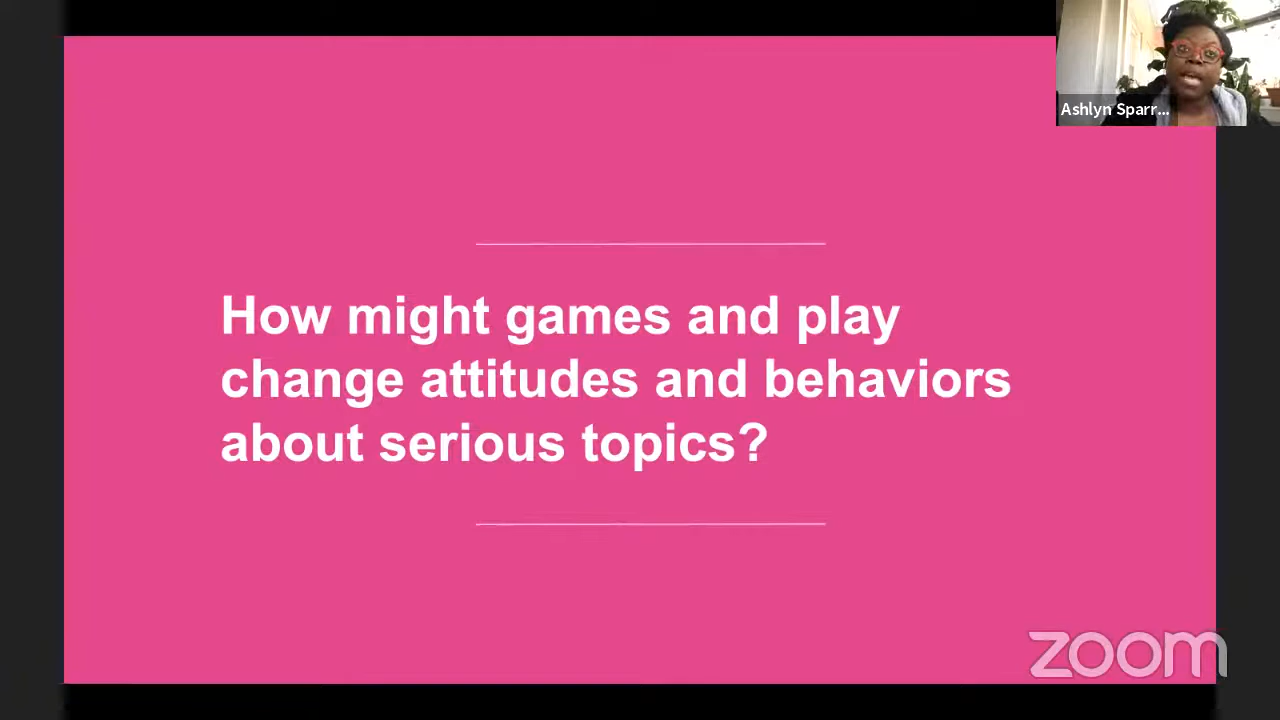 Ashlyn Sparr...
How might games and play
change attitudes and behaviors
about serious topics?
zoom